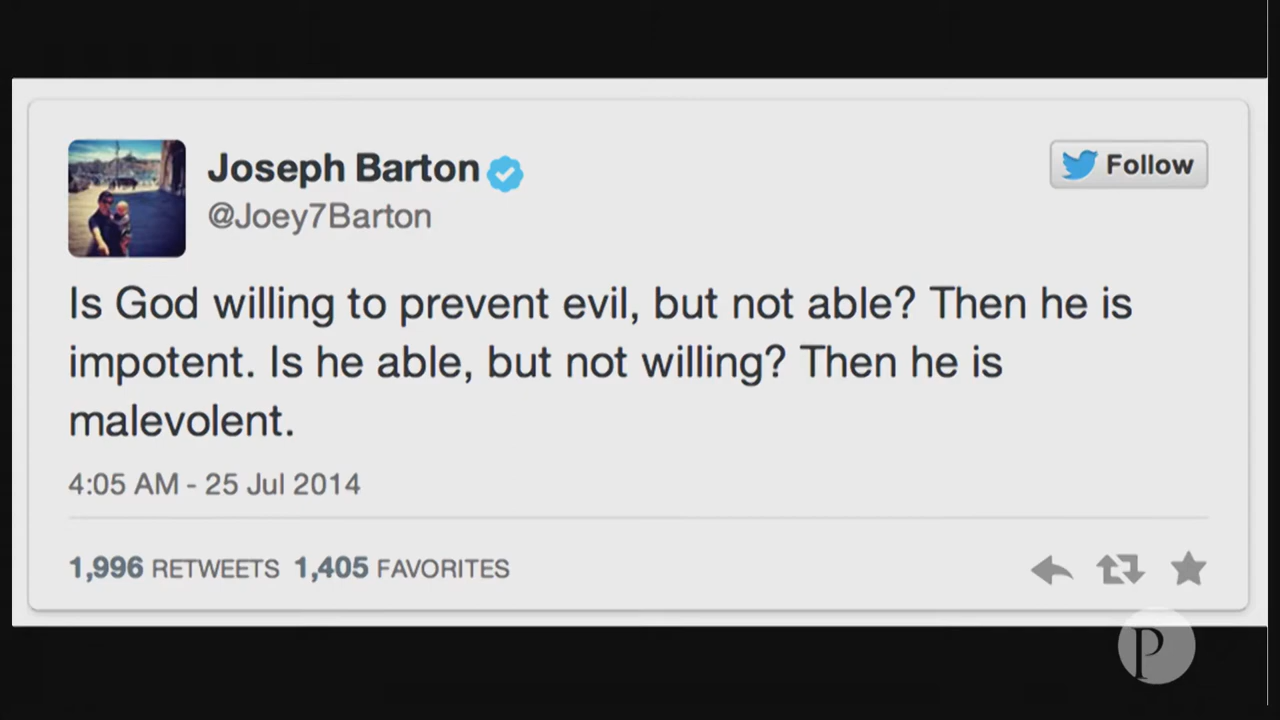 Joseph Barton
@Joey7Barton
Follow
Is God willing to prevent evil, but not able? Then he is
impotent. Is he able, but not willing? Then he is
malevolent.
4:05 AM - 25 Jul 2014
1,996 RETWEETS 1,405 FAVORITES
P